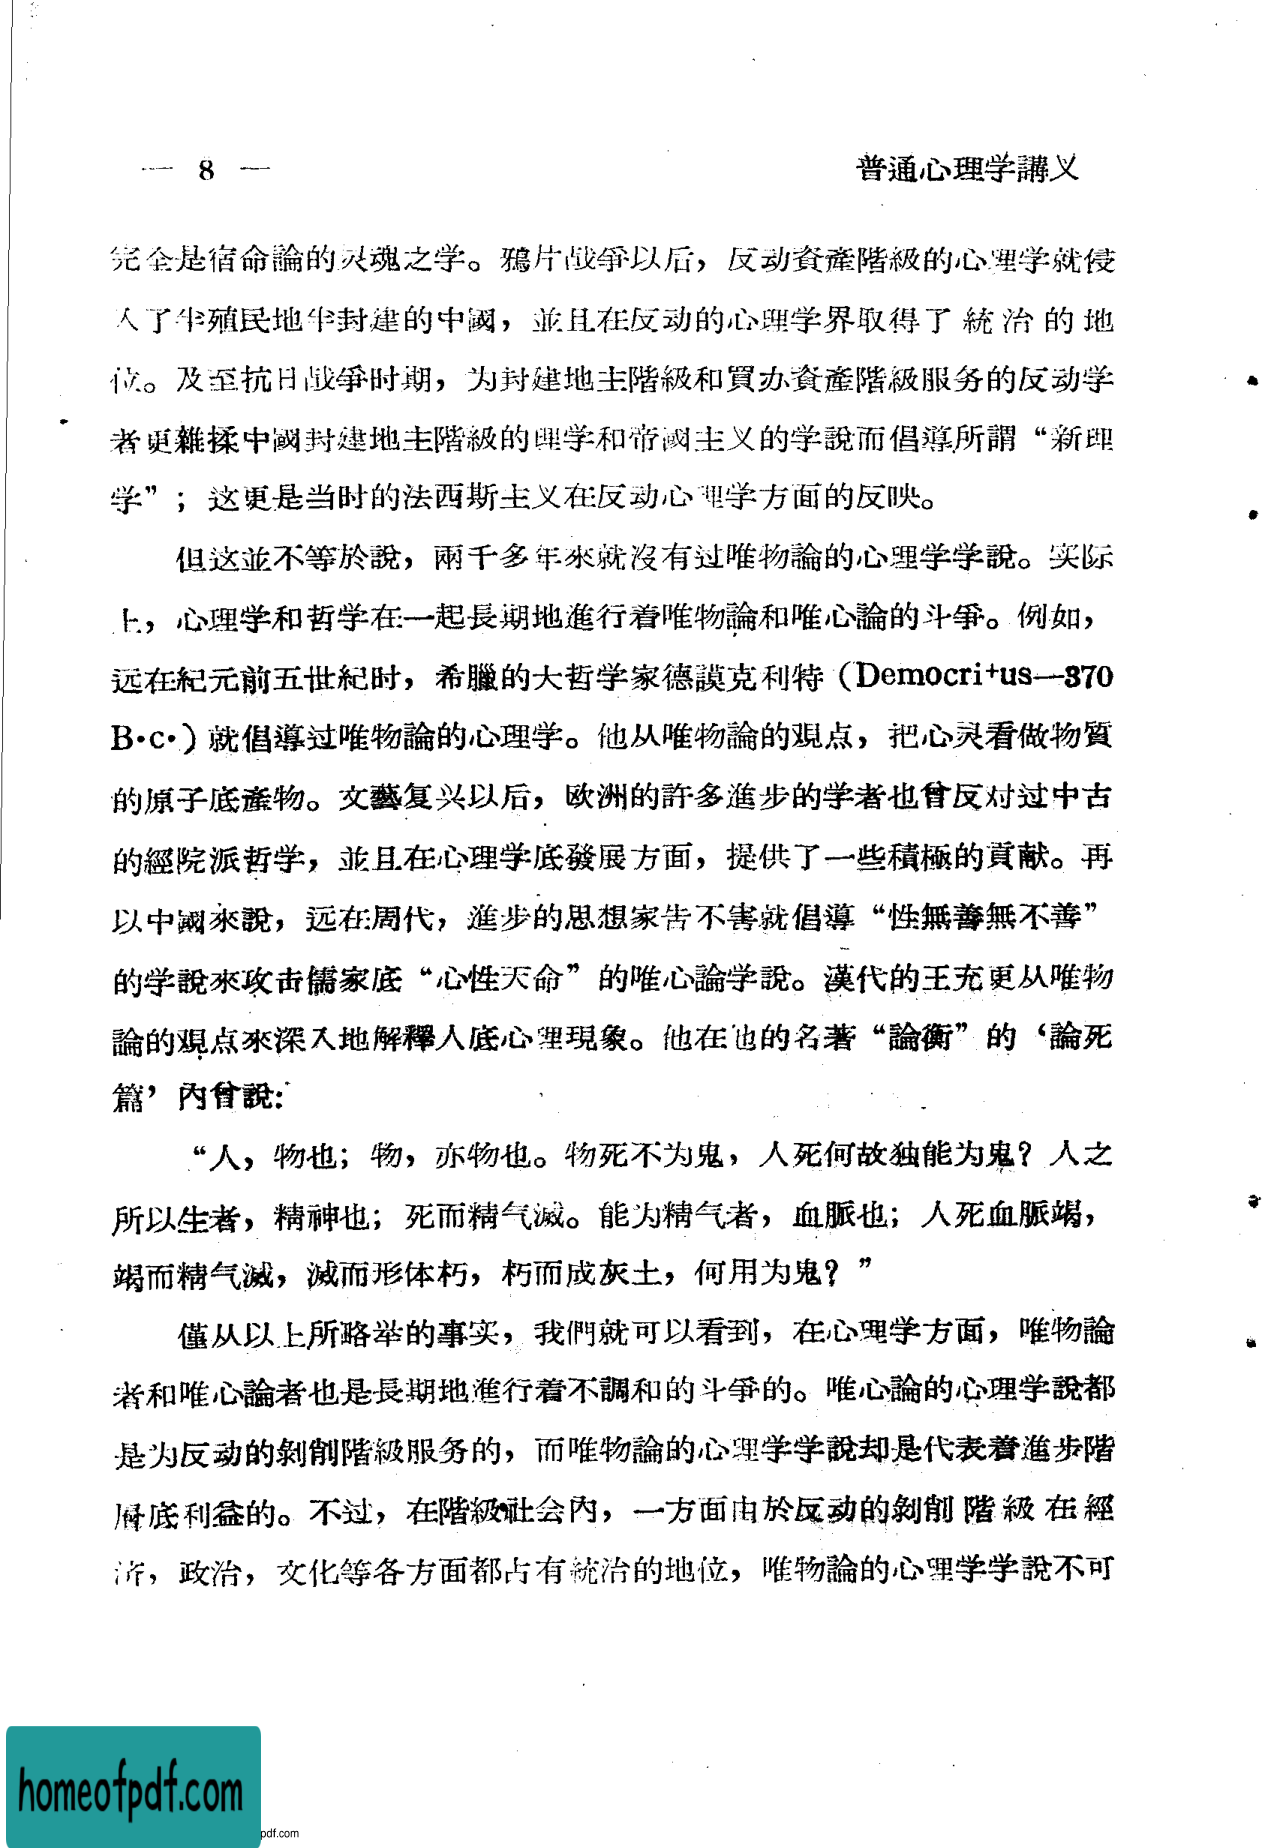 — 8 — 普通心理学講义
完全是宿命論的灵魂之学。鴉片战爭以后，反动資產階級的心理学就侵
入了半殖民地半封建的中國，並且在反动的心理学界取得了統治的地
位。及至抗日战爭时期，为封建地主階級和買办資產階級服务的反动学
者更雜揉中國封建地主階級的理学和帝國主义的学說而倡導所謂“新理
学”；这更是当时的法西斯主义在反动心理学方面的反映。
但这並不等於說，兩千多年來就沒有过唯物論的心理学学說。实际
上，心理学和哲学在一起長期地進行着唯物論和唯心論的斗爭。例如，
远在紀元前五世紀时，希臘的大哲学家德謨克利特（Democritus—370
B·c·）就倡導过唯物論的心理学。他从唯物論的覌点，把心灵看做物質
的原子底產物。文藝复兴以后，欧洲的許多進步的学者也曾反对过中古
的經院派哲学，並且在心理学底發展方面，提供了一些積極的貢献。再
以中國來說，远在周代，進步的思想家告不害就倡導“性無善無不善”
的学說來攻击儒家底“心性天命”的唯心論学說。漢代的王充更从唯物
論的覌点來深入地解釋人底心理現象。他在他的名著“論衡”的‘論死
篇’內曾說：
“人，物也；物，亦物也。物死不为鬼，人死何故独能为鬼？人之
所以生者，精神也；死而精气滅。能为精气者，血脈也；人死血脈竭，
竭而精气滅，滅而形体朽，朽而成灰土，何用为鬼？”
僅从以上所略举的事实，我們就可以看到，在心理学方面，唯物論
者和唯心論者也是長期地進行着不調和的斗爭的。唯心論的心理学說都
是为反动的剝削階級服务的，而唯物論的心理学学說却是代表着進步階
層底利益的。不过，在階級社会內，一方面由於反动的剝削階級在經
济，政治，文化等各方面都占有統治的地位，唯物論的心理学学說不可
homeofpdf.com
pdf.com